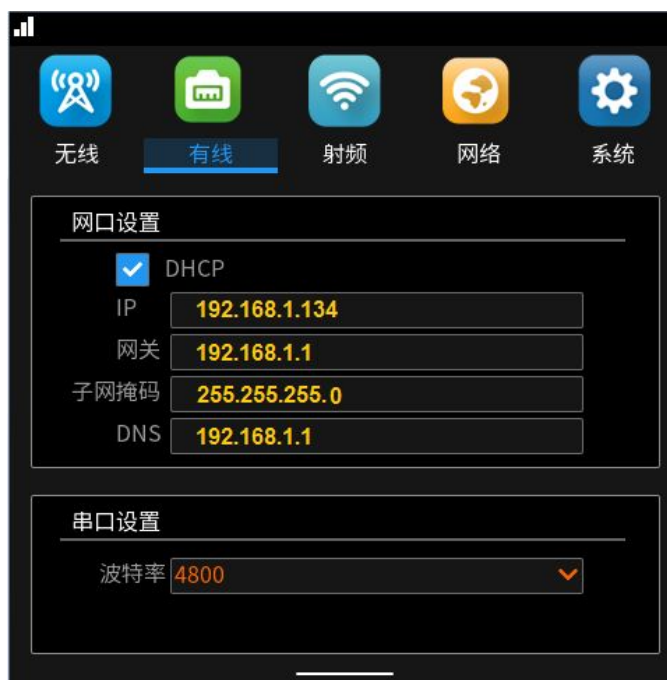 无线 有线 射频 网络 系统
网口设置
DHCP
IP 192.168.1.134
网关 192.168.1.1
子网掩码 255.255.255.0
DNS 192.168.1.1
串口设置
波特率 4800